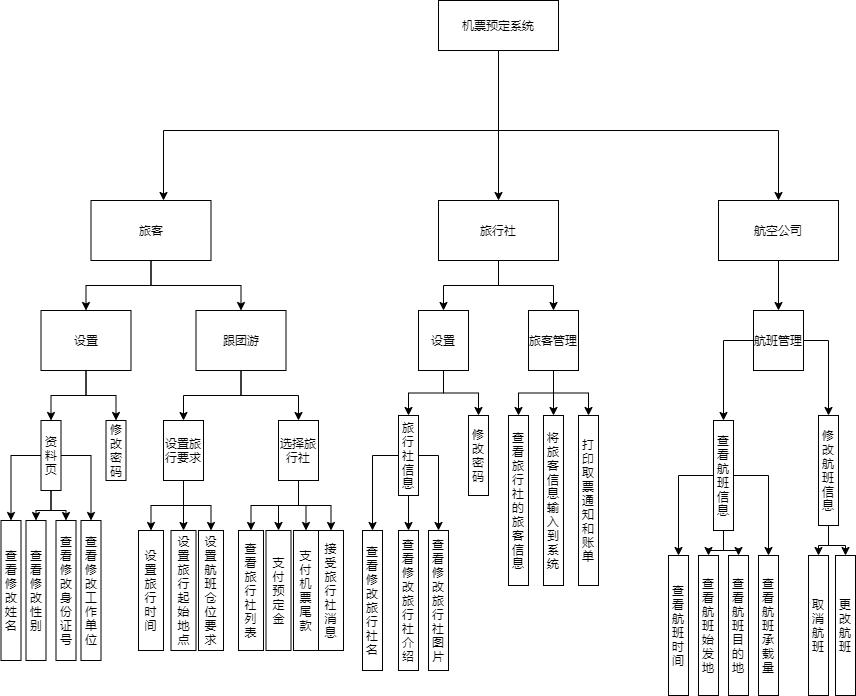 机票预定系统
旅客
旅行社
航空公司
设置
跟团游
设置
旅客管理
航班管理
资料页
修改密码
设置旅
行要求
选择旅
行社
旅行社信息
修改密码
查看旅行社的旅客信息
将旅客信息输入到系统
打印取票通知和账单
查看航班信息
修改航班信息
查看修改姓名
查看修改性别
查看修改身份证号
查看修改工作单位
设置旅行时间
设置旅行起始地点
设置航班仓位要求
查看旅行社列表
支付预定金
支付机票尾款
接受旅行社消息
查看修改旅行社名
查看修改旅行社介绍
查看修改旅行社图片
查看航班时间
查看航班始发地
查看航班目的地
查看航班承载量
取消航班
更改航班